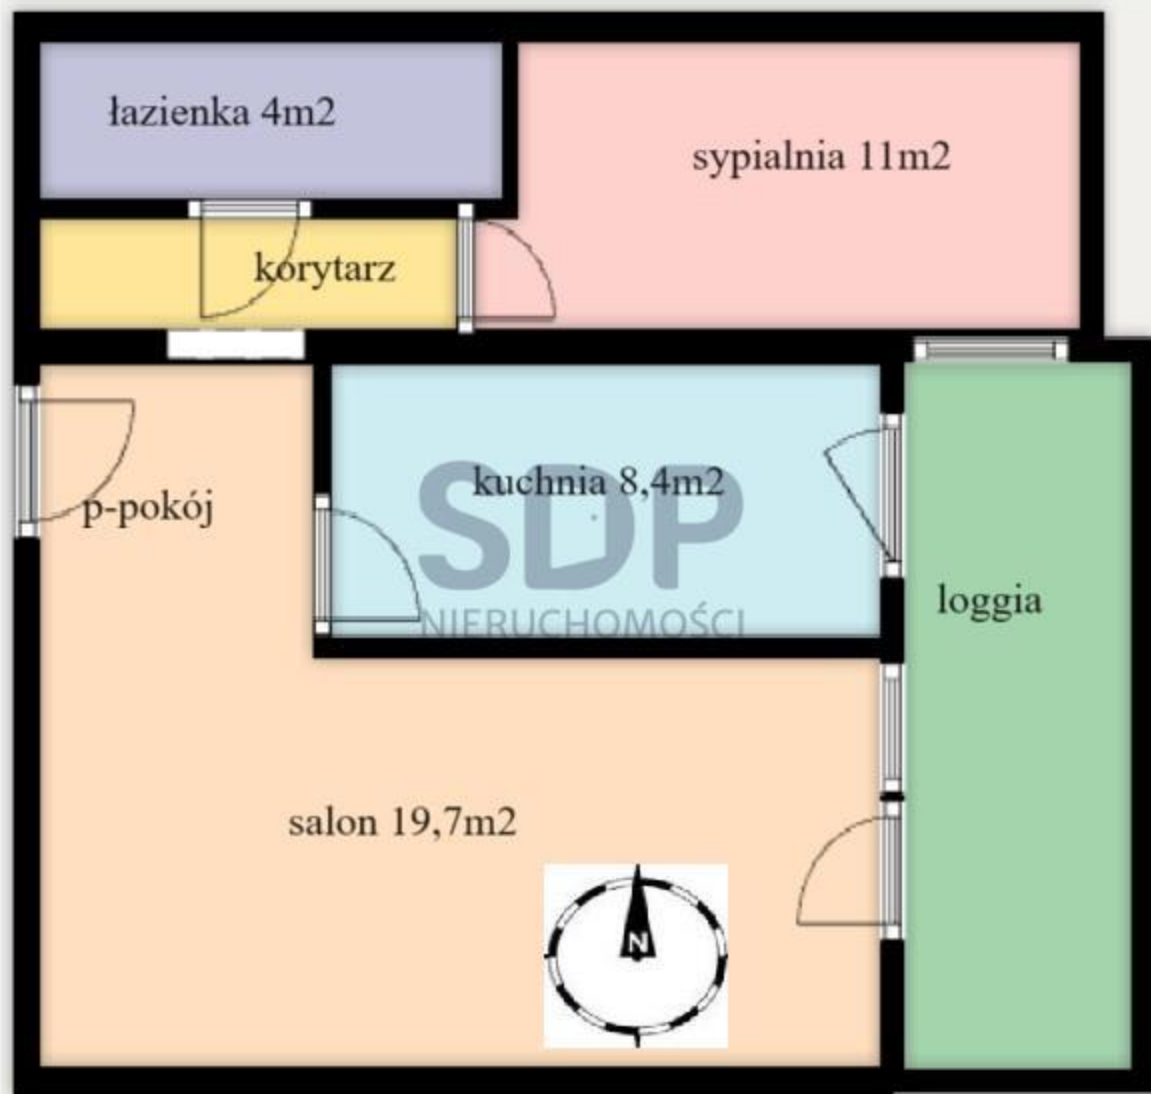 łazienka 4m2
sypialnia 11m2
korytarz
p-pokój
kuchnia 8,4m2
SDP
NIERUCHOMOŚCI
loggia
salon 19,7m2
N